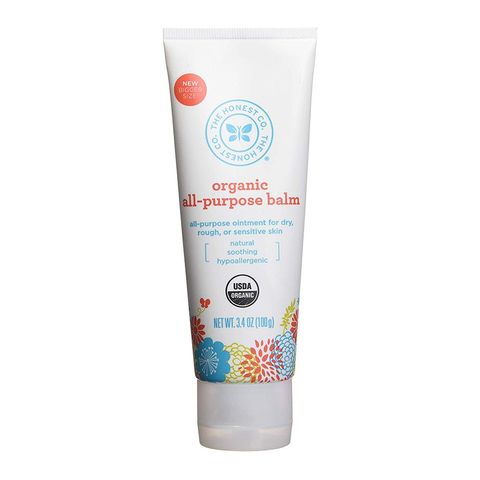 NEW
BIGGER
SIZE!
THE HONEST CO. THE HONEST CO.
®
organic
all-purpose balm
all-purpose ointment for dry,
rough, or sensitive skin
natural
soothing
hypoallergenic
USDA
ORGANIC
NET WT. 3.4 OZ (100g)